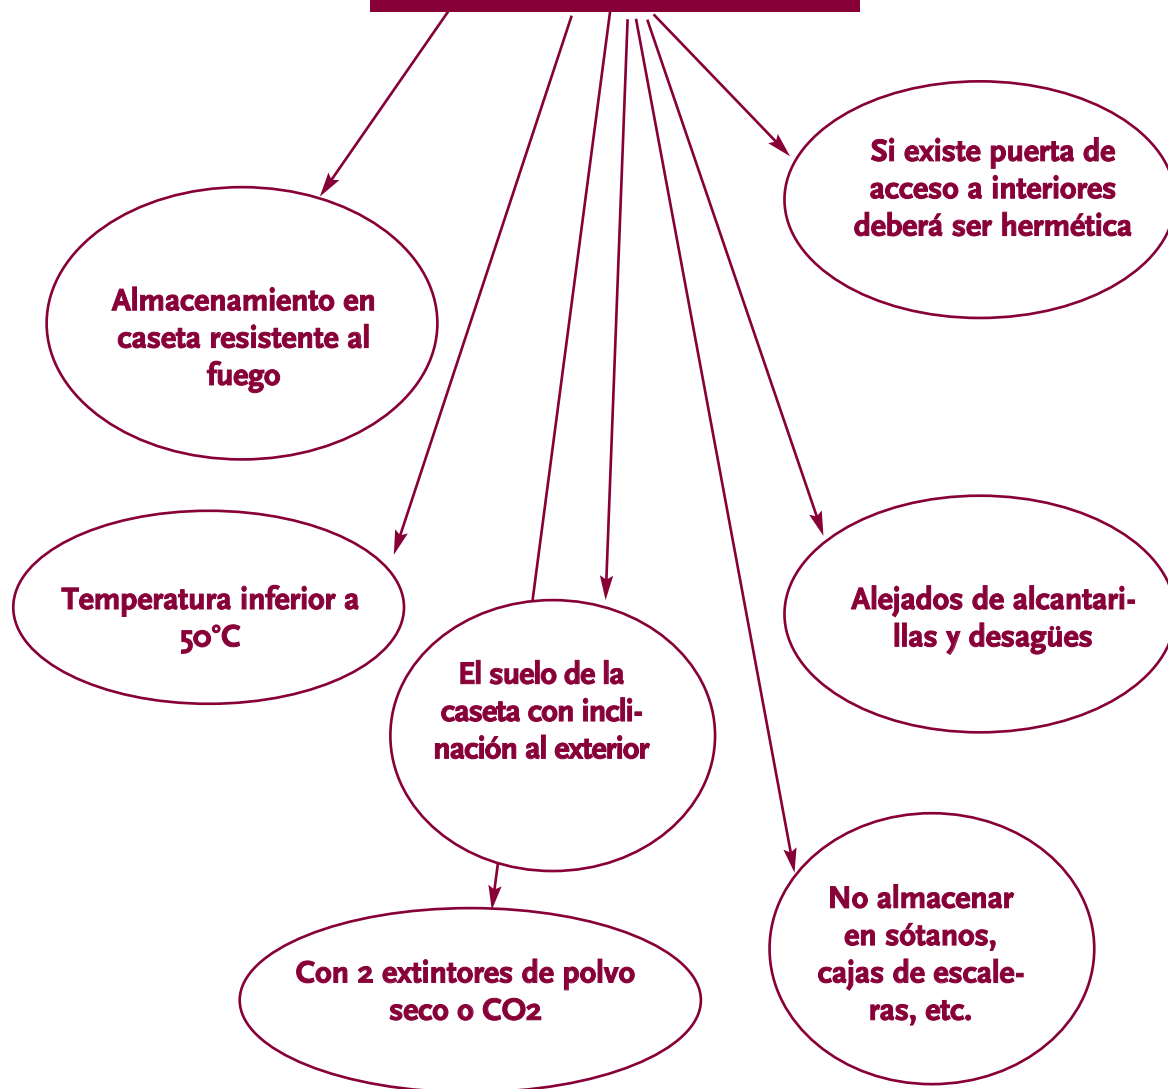 Si existe puerta de
acceso a interiores
deberá ser hermética
Almacenamiento en
caseta resistente al
fuego
Temperatura inferior a
50°C
Alejados de alcantari-
llas y desagües
El suelo de la
caseta con incli-
nación al exterior
No almacenar
en sótanos,
cajas de escale-
ras, etc.
Con 2 extintores de polvo
seco o CO2